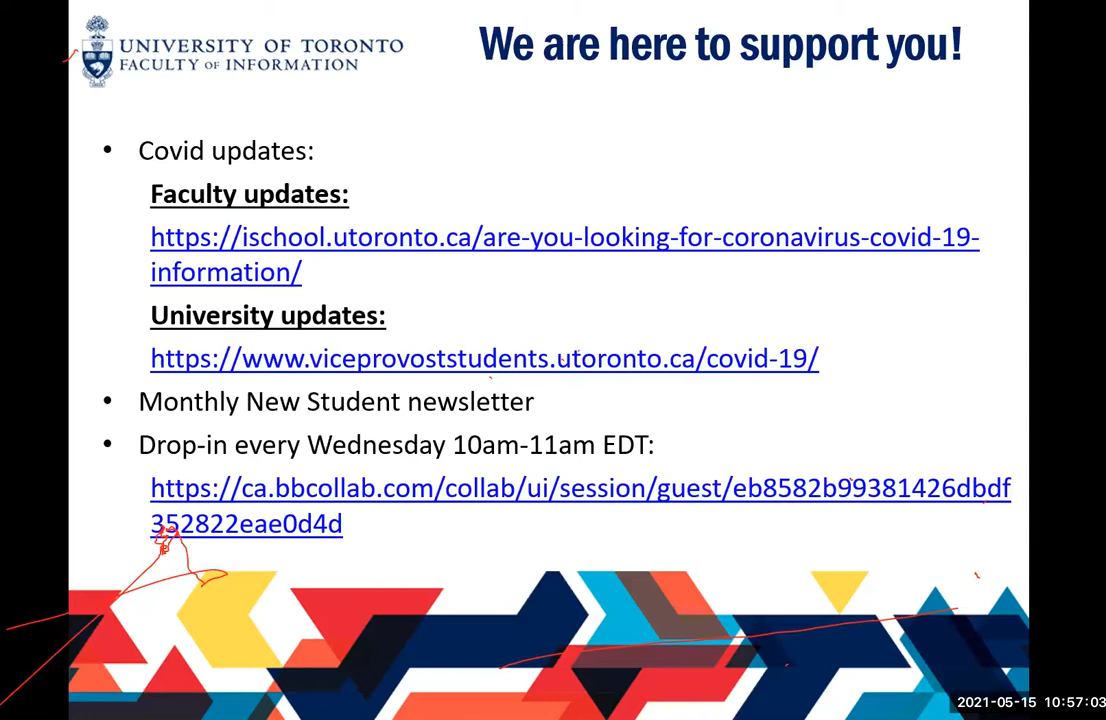 UNIVERSITY OF TORONTO
FACULTY OF INFORMATION
We are here to support you!
• Covid updates:
Faculty updates:
https://ischool.utoronto.ca/are-you-looking-for-coronavirus-covid-19-
information/
University updates:
https://www.viceprovoststudents.utoronto.ca/covid-19/
• Monthly New Student newsletter
• Drop-in every Wednesday 10am-11am EDT:
https://ca.bbcollab.com/collab/ui/session/guest/eb8582b99381426dbdf
352822eae0d4d
2021-05-15 10:57:03